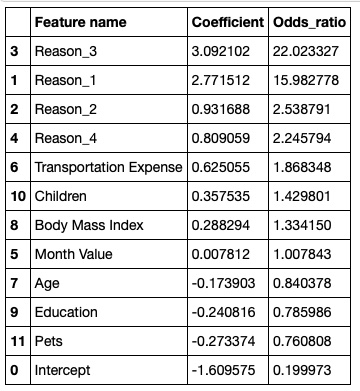 Feature name Coefficient Odds_ratio
3 Reason_3 3.092102 22.023327
1 Reason_1 2.771512 15.982778
2 Reason_2 0.931688 2.538791
4 Reason_4 0.809059 2.245794
6 Transportation Expense 0.625055 1.868348
10 Children 0.357535 1.429801
8 Body Mass Index 0.288294 1.334150
5 Month Value 0.007812 1.007843
7 Age -0.173903 0.840378
9 Education -0.240816 0.785986
11 Pets -0.273374 0.760808
0 Intercept -1.609575 0.199973